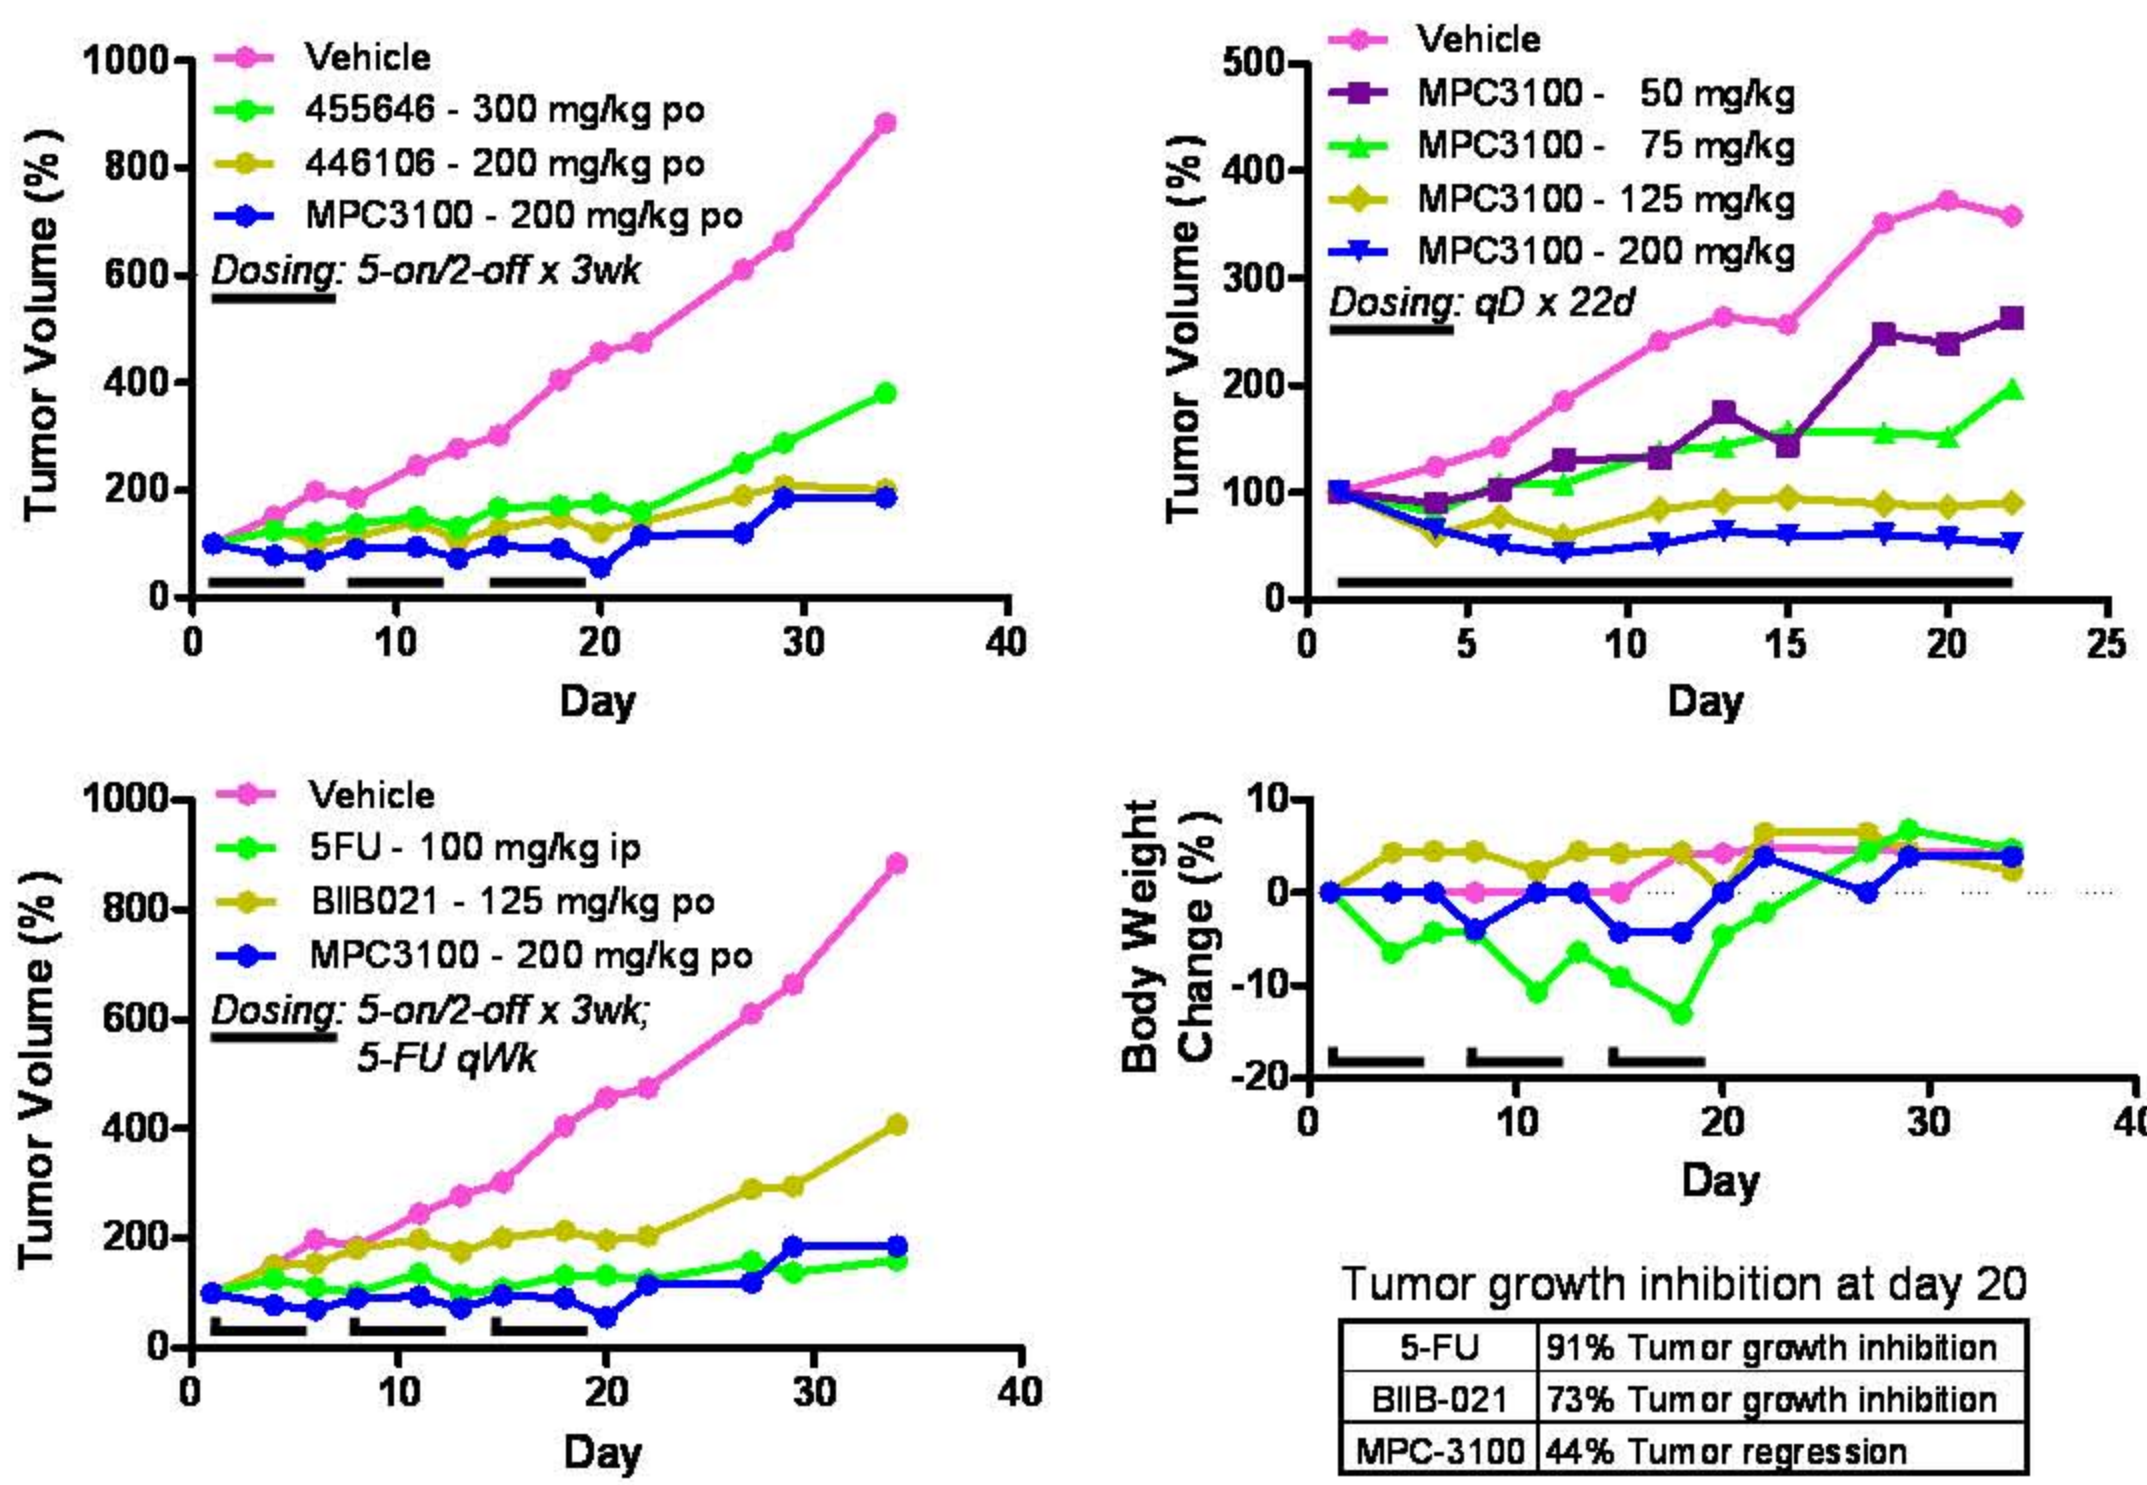 1000
800
600
400
200
0
Tumor Volume (%)
Vehicle
455646 - 300 mg/kg po
446106 - 200 mg/kg po
MPC3100 - 200 mg/kg po
Dosing: 5-on/2-off x 3wk
0 10 20 30 40
Day
500
400
300
200
100
0
Tumor Volume (%)
Vehicle
MPC3100 - 50 mg/kg
MPC3100 - 75 mg/kg
MPC3100 - 125 mg/kg
MPC3100 - 200 mg/kg
Dosing: qD x 22d
0 5 10 15 20 25
Day
1000
800
600
400
200
0
Tumor Volume (%)
Vehicle
5FU - 100 mg/kg ip
BIIB021 - 125 mg/kg po
MPC3100 - 200 mg/kg po
Dosing: 5-on/2-off x 3wk;
5-FU qWk
0 10 20 30 40
Day
10
0
-10
-20
Body Weight
Change (%)
0 10 20 30 40
Day
Tumor growth inhibition at day 20
5-FU 91% Tumor growth inhibition
BIIB-021 73% Tumor growth inhibition
MPC-3100 44% Tumor regression